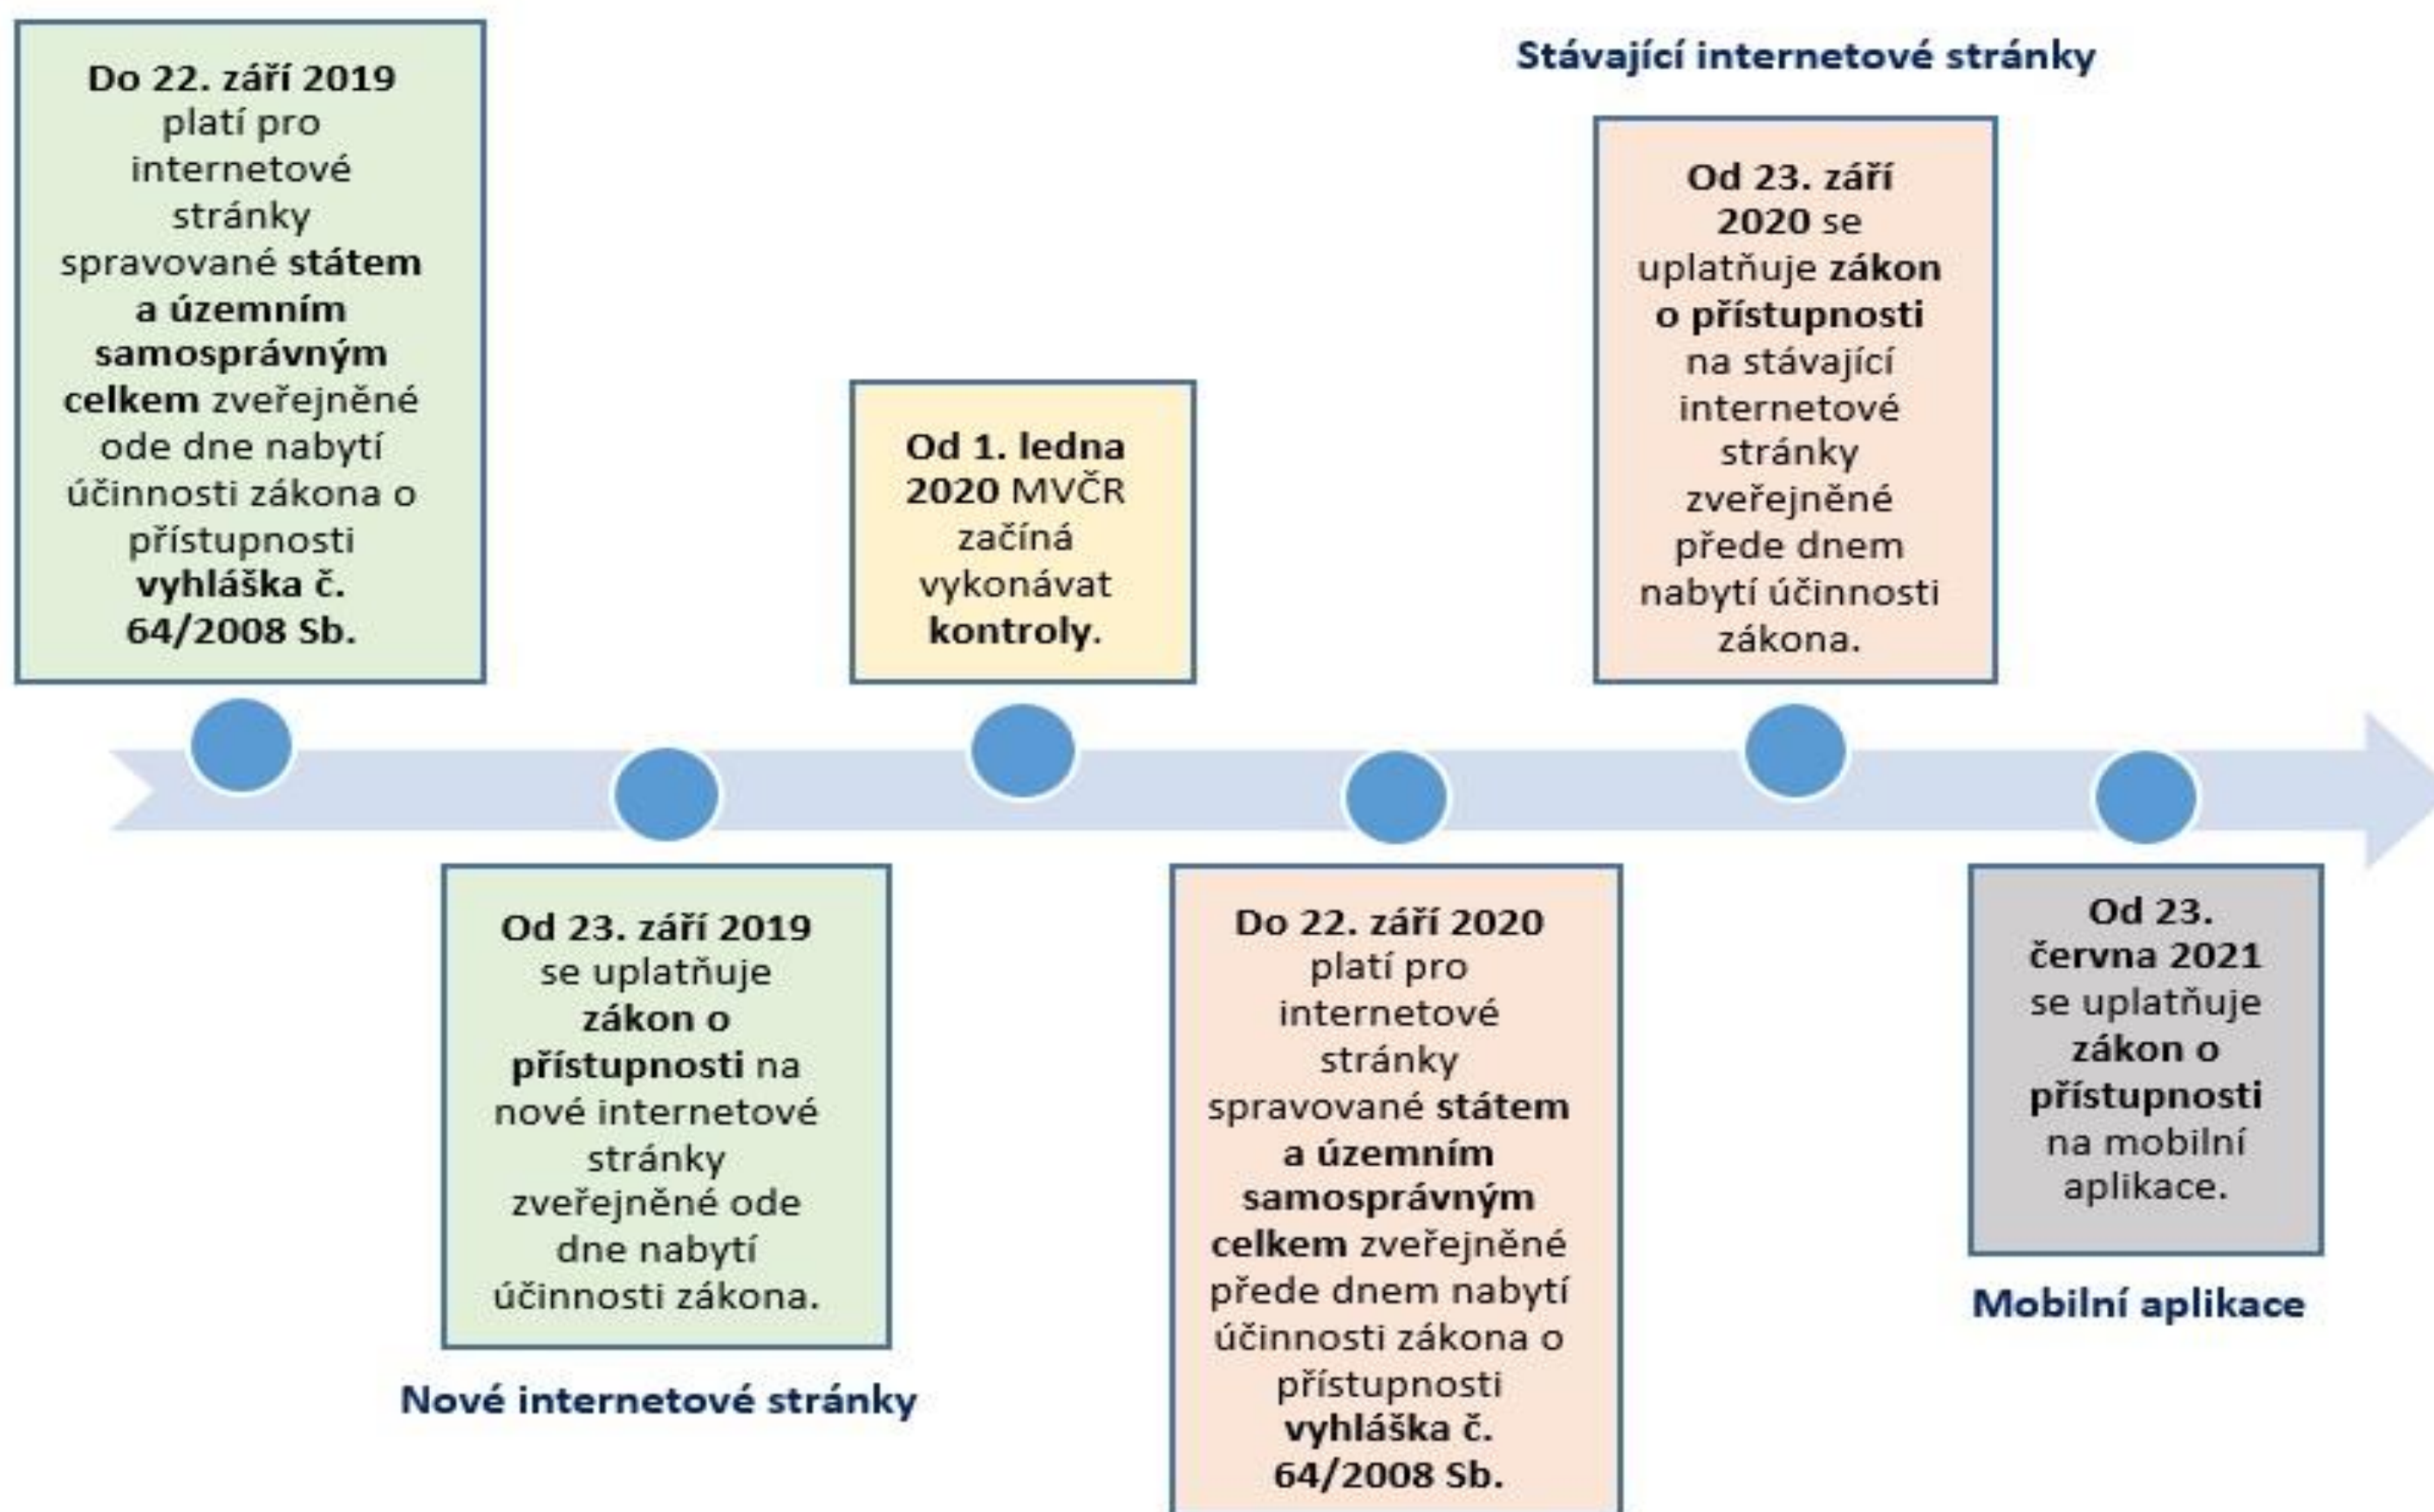 Do 22. září 2019
platí pro
internetové
stránky
spravované státem
a územním
samosprávným
celkem zveřejněné
ode dne nabytí
účinnosti zákona o
přístupnosti
vyhláška č.
64/2008 Sb.
Od 23. září 2019
se uplatňuje
zákon o
přístupnosti na
nové internetové
stránky
zveřejněné ode
dne nabytí
účinnosti zákona.
Nové internetové stránky
Od 1. ledna
2020 MVČR
začíná
vykonávat
kontroly.
Do 22. září 2020
platí pro
internetové
stránky
spravované státem
a územním
samosprávným
celkem zveřejněné
přede dnem nabytí
účinnosti zákona o
přístupnosti
vyhláška č.
64/2008 Sb.
Stávající internetové stránky
Od 23. září
2020 se
uplatňuje zákon
o přístupnosti
na stávající
internetové
stránky
zveřejněné
přede dnem
nabytí účinnosti
zákona.
Od 23.
června 2021
se uplatňuje
zákon o
přístupnosti
na mobilní
aplikace.
Mobilní aplikace